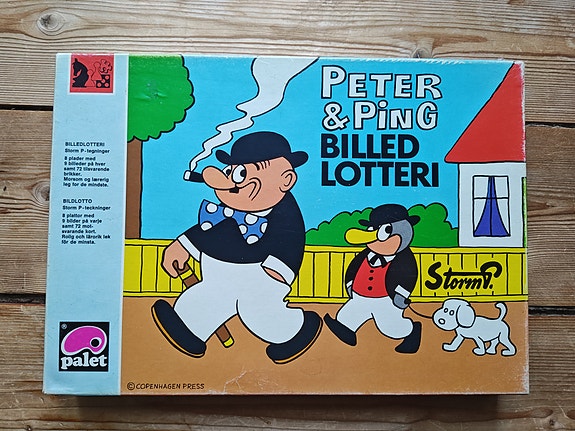 PETER
& PING
BILLED
LOTTERI
BILLEDLOTTERI
Storm P-tegninger
8 plader med
9 billeder på hver
samt 72 tilsvarende
brikker.
Morsom og lærerig
leg for de mindste.
BILDLOTTO
Storm P-teckninger
8 plattor med
9 bilder på varje
samt 72 mot-
svarande kort.
Rolig och lärorik lek
för de minsta.
Storm P.
® palet
© COPENHAGEN PRESS